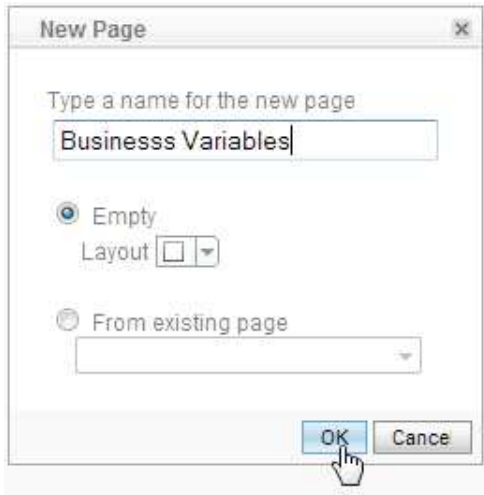 New Page
Type a name for the new page
Businesss Variables
Empty
Layout
From existing page
OK
Cance